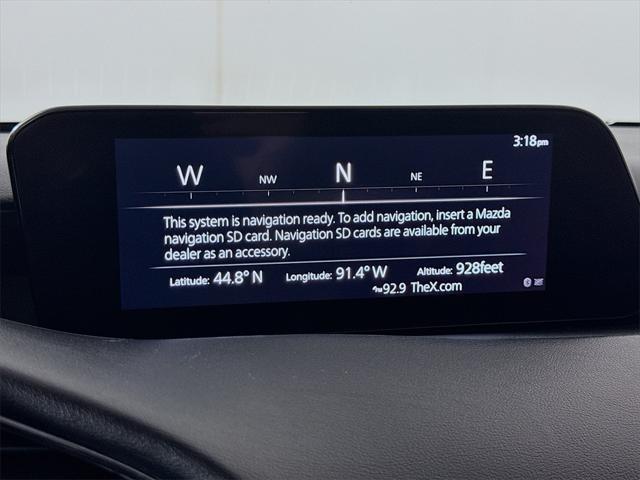 3:18pm
W NW N NE E
This system is navigation ready. To add navigation, insert a Mazda
navigation SD card. Navigation SD cards are available from your
dealer as an accessory.
Latitude: 44.8° N Longitude: 91.4° W Altitude: 928feet
92.9 TheX.com